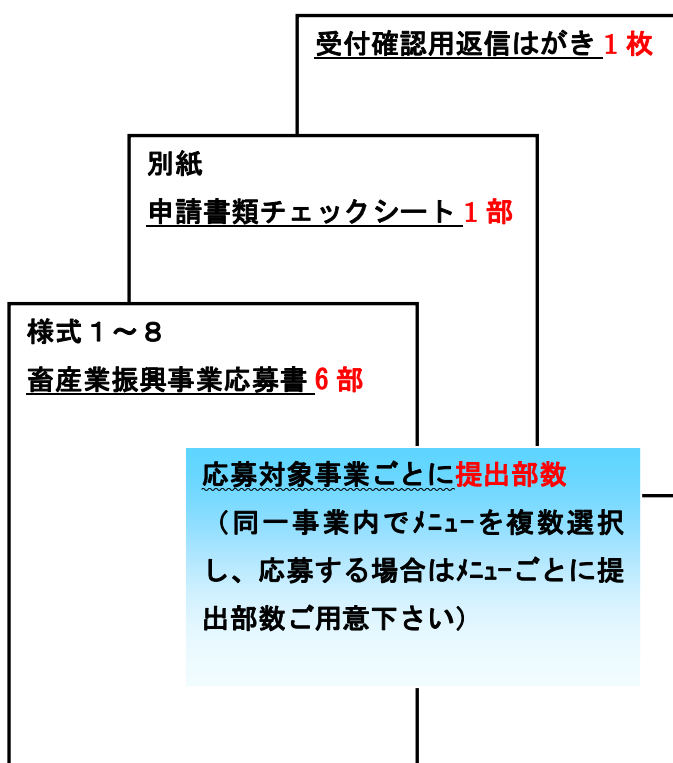 受付確認用返信はがき１枚
別紙
申請書類チェックシート１部
様式１～８
畜産業振興事業応募書６部
応募対象事業ごとに提出部数
（同一事業内でﾒﾆｭｰを複数選択
し、応募する場合はﾒﾆｭｰごとに提
出部数ご用意下さい）